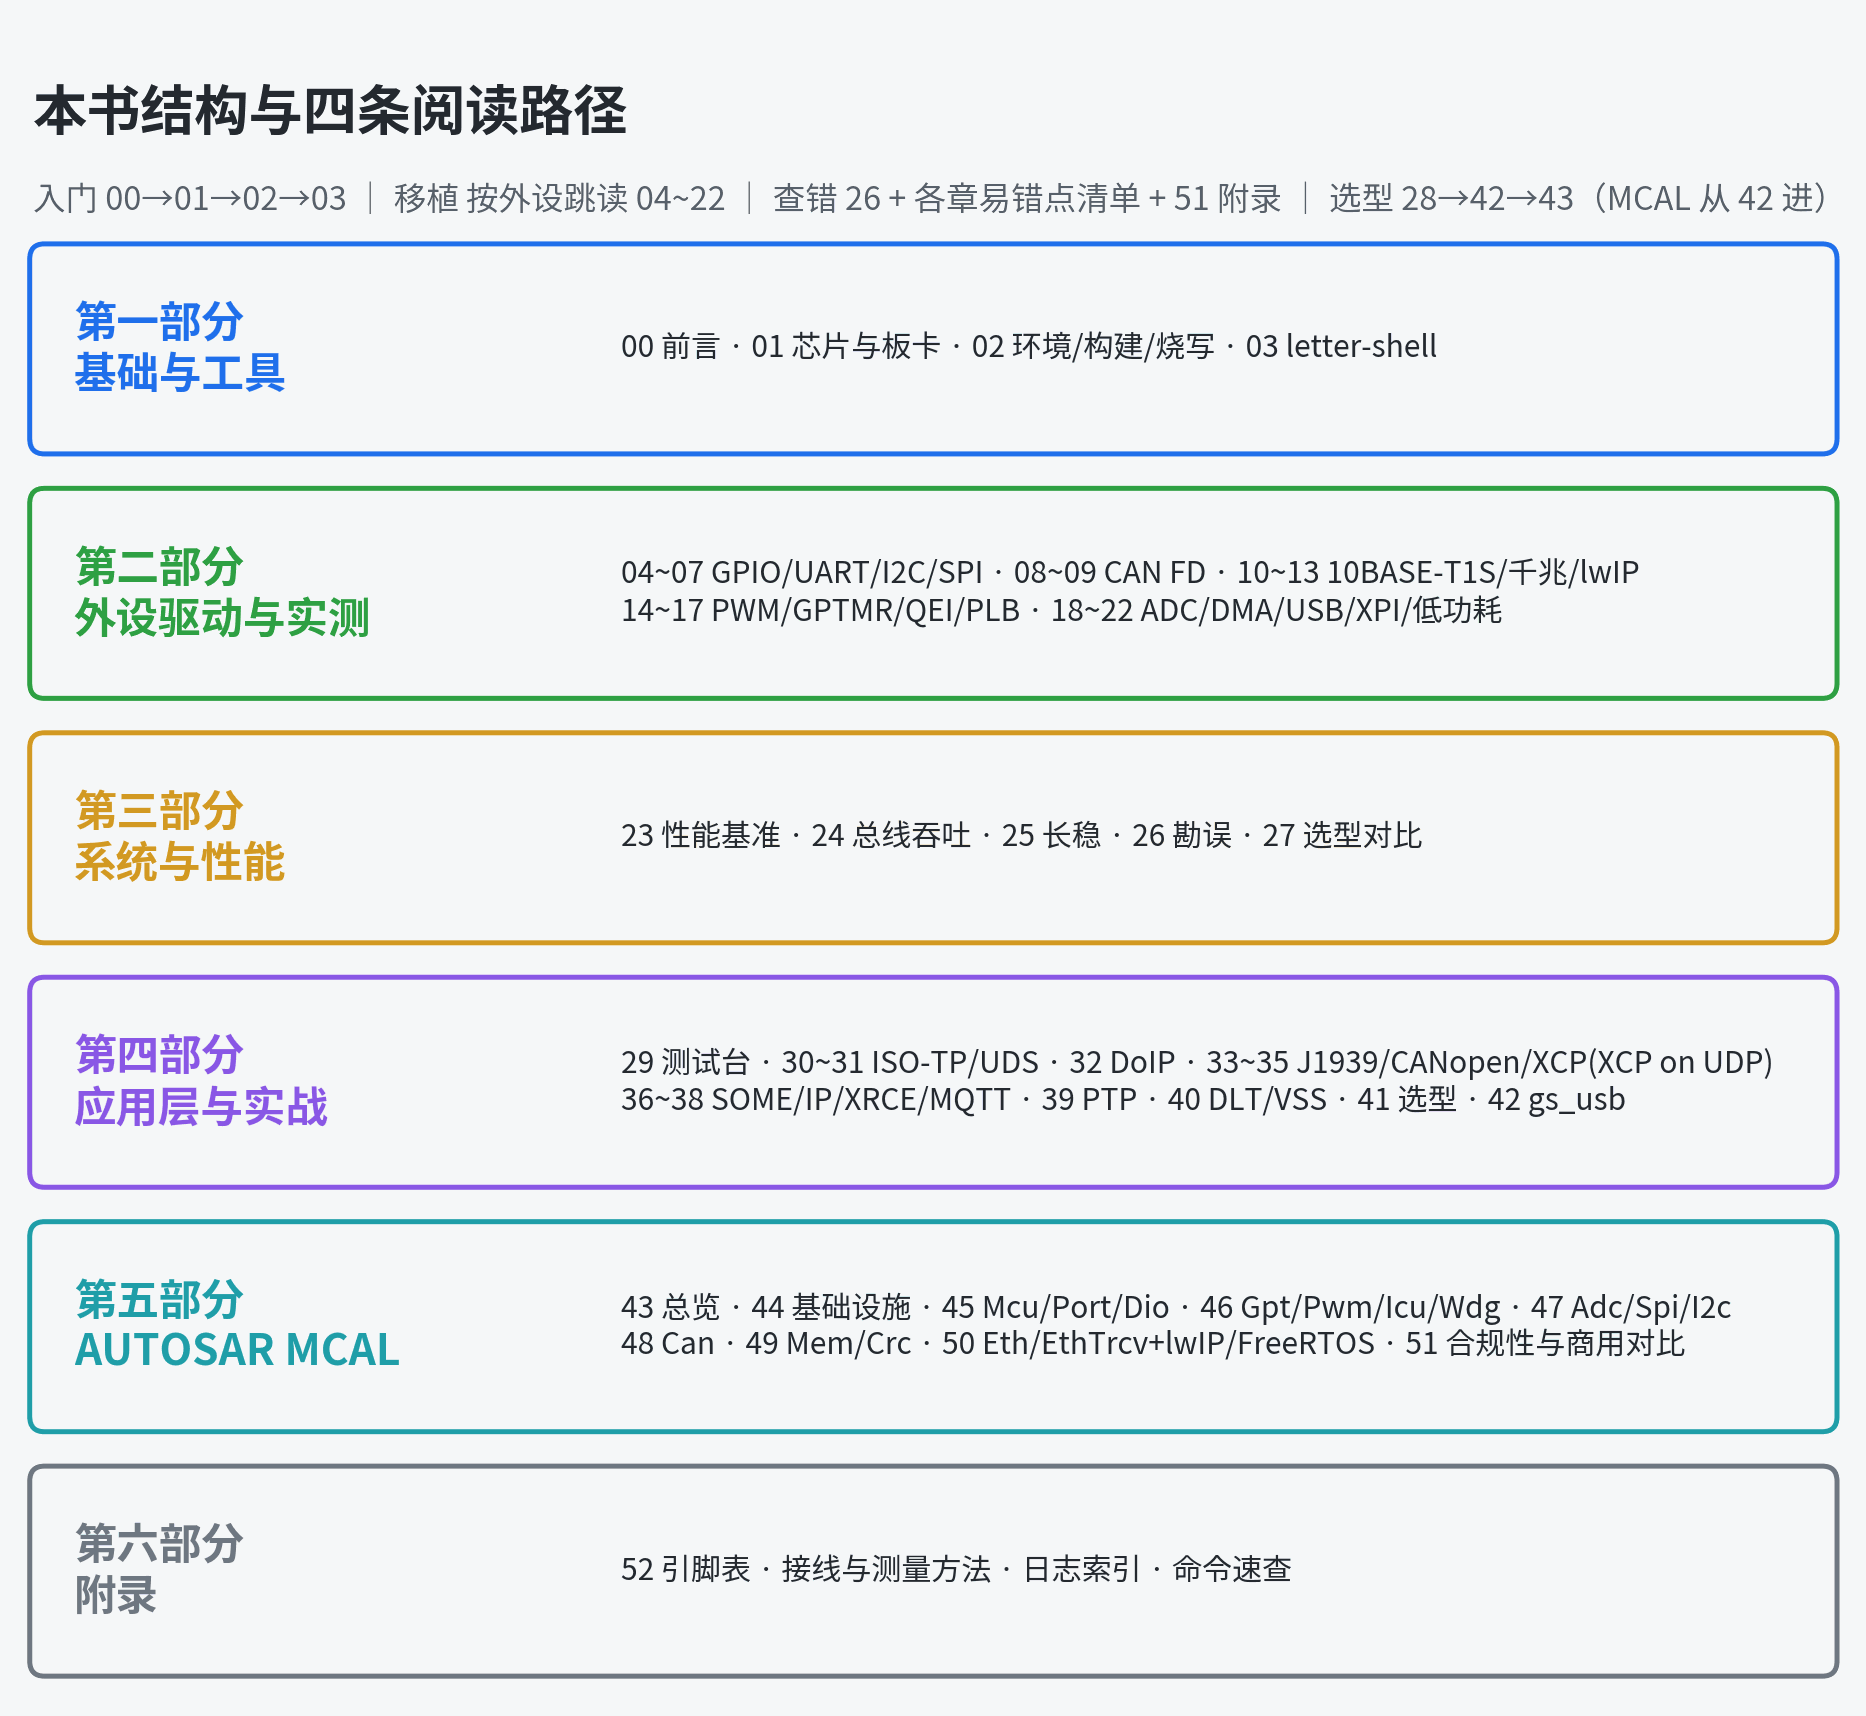 本书结构与四条阅读路径
入门 00→01→02→03 ｜ 移植 按外设跳读 04~22 ｜ 查错 26 + 各章易错点清单 + 51 附录 ｜ 选型 28→42→43（MCAL 从 42 进）
第一部分
基础与工具
00 前言 · 01 芯片与板卡 · 02 环境/构建/烧写 · 03 letter-shell
第二部分
外设驱动与实测
04~07 GPIO/UART/I2C/SPI · 08~09 CAN FD · 10~13 10BASE-T1S/千兆/lwIP
14~17 PWM/GPTMR/QEI/PLB · 18~22 ADC/DMA/USB/XPI/低功耗
第三部分
系统与性能
23 性能基准 · 24 总线吞吐 · 25 长稳 · 26 勘误 · 27 选型对比
第四部分
应用层与实战
29 测试台 · 30~31 ISO-TP/UDS · 32 DoIP · 33~35 J1939/CANopen/XCP(XCP on UDP)
36~38 SOME/IP/XRCE/MQTT · 39 PTP · 40 DLT/VSS · 41 选型 · 42 gs_usb
第五部分
AUTOSAR MCAL
43 总览 · 44 基础设施 · 45 Mcu/Port/Dio · 46 Gpt/Pwm/Icu/Wdg · 47 Adc/Spi/I2c
48 Can · 49 Mem/Crc · 50 Eth/EthTrcv+lwIP/FreeRTOS · 51 合规性与商用对比
第六部分
附录
52 引脚表 · 接线与测量方法 · 日志索引 · 命令速查